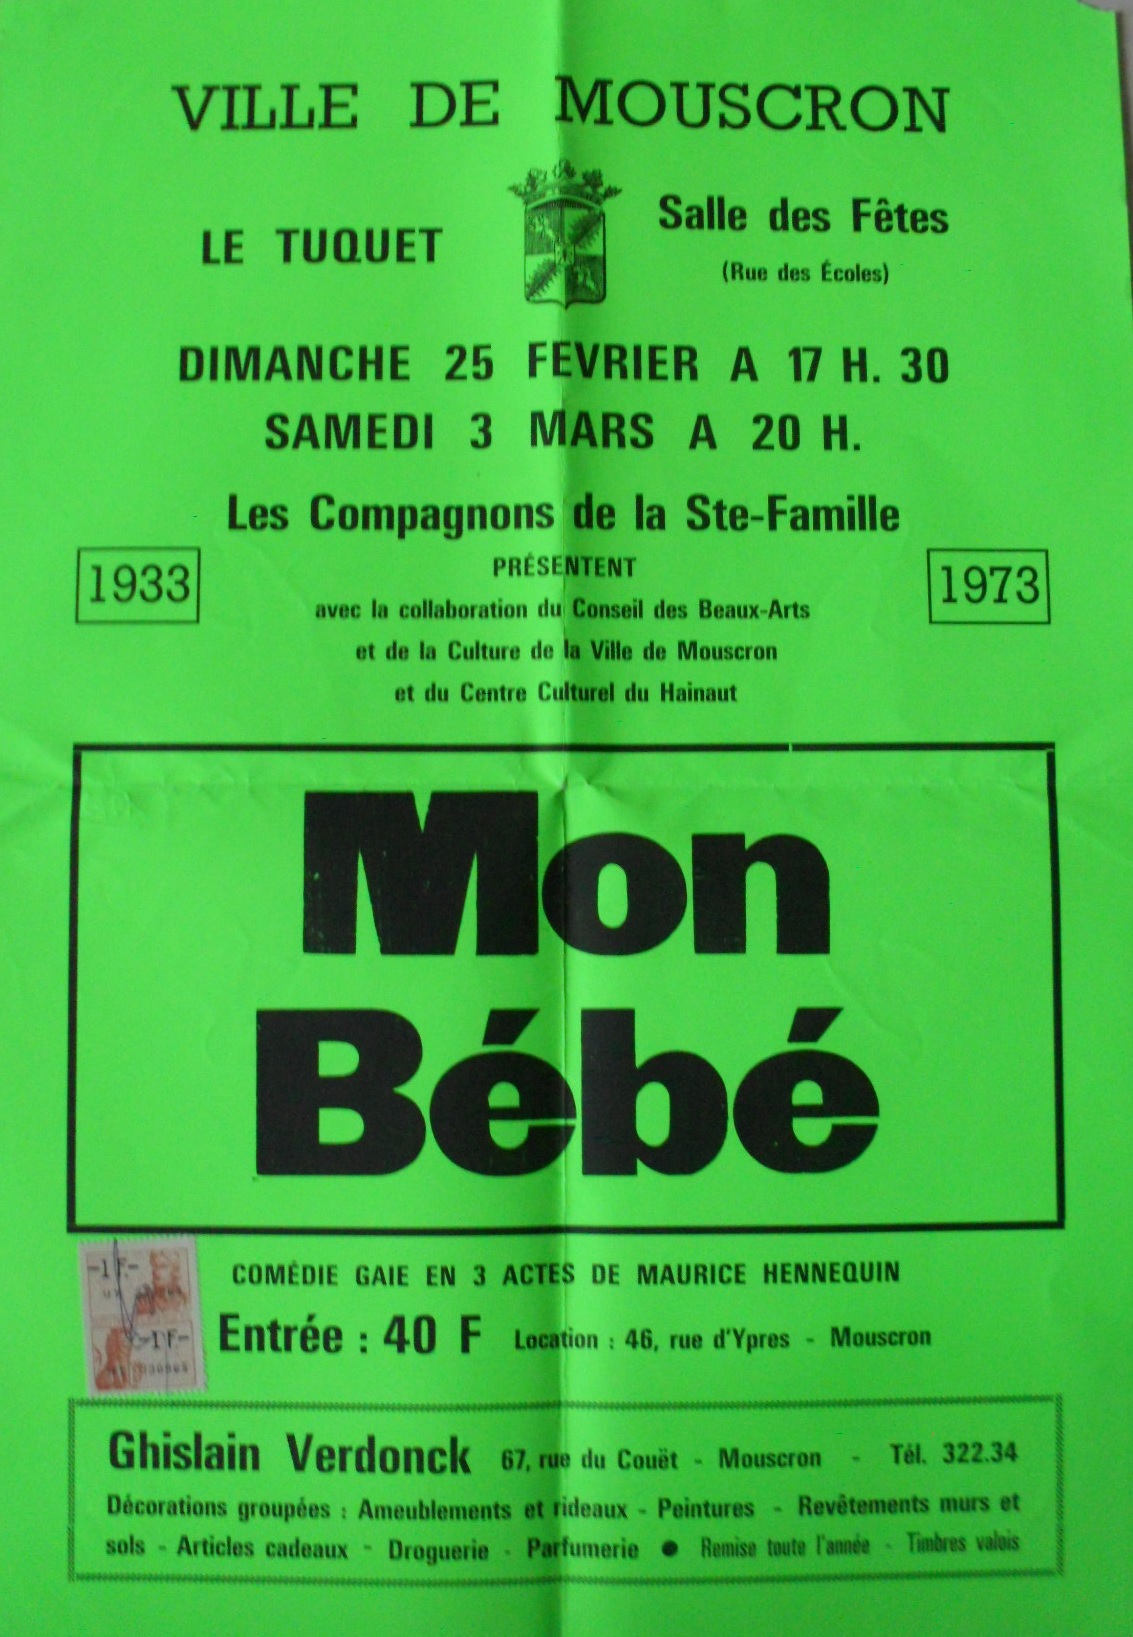 VILLE DE MOUSCRON
LE TUQUET
Salle des Fêtes
(Rue des Écoles)
DIMANCHE 25 FEVRIER A 17 H. 30
SAMEDI 3 MARS A 20 H.
Les Compagnons de la Ste-Famille
1933
PRÉSENTENT
1973
avec la collaboration du Conseil des Beaux-Arts
et de la Culture de la Ville de Mouscron
et du Centre Culturel du Hainaut
Mon
Bébé
COMÉDIE GAIE EN 3 ACTES DE MAURICE HENNEQUIN
-1F.-
-1F-
Entrée : 40 F Location : 46, rue d'Ypres - Mouscron
Ghislain Verdonck 67, rue du Couët - Mouscron - Tél. 322.34
Décorations groupées : Ameublements et rideaux - Peintures - Revêtements murs et
sols - Articles cadeaux - Droguerie - Parfumerie ● Remise toute l'année - Timbres valois